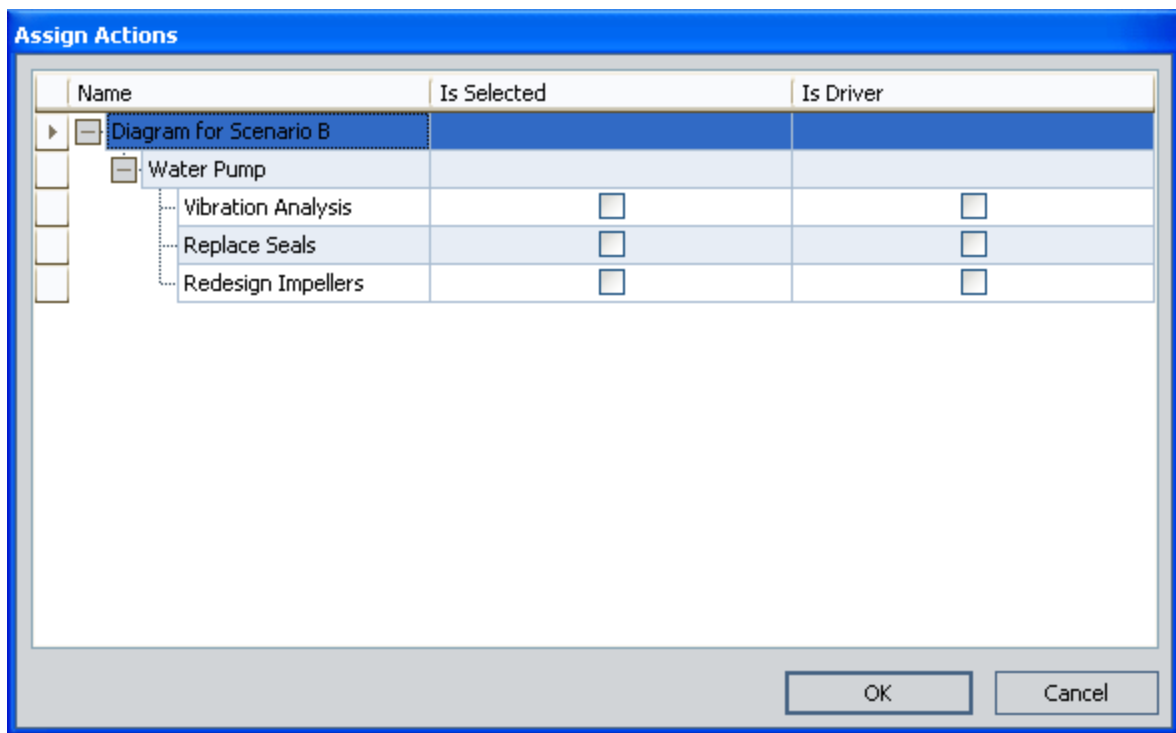 Assign Actions
Name Is Selected Is Driver
Diagram for Scenario B
Water Pump
Vibration Analysis
Replace Seals
Redesign Impellers
OK Cancel